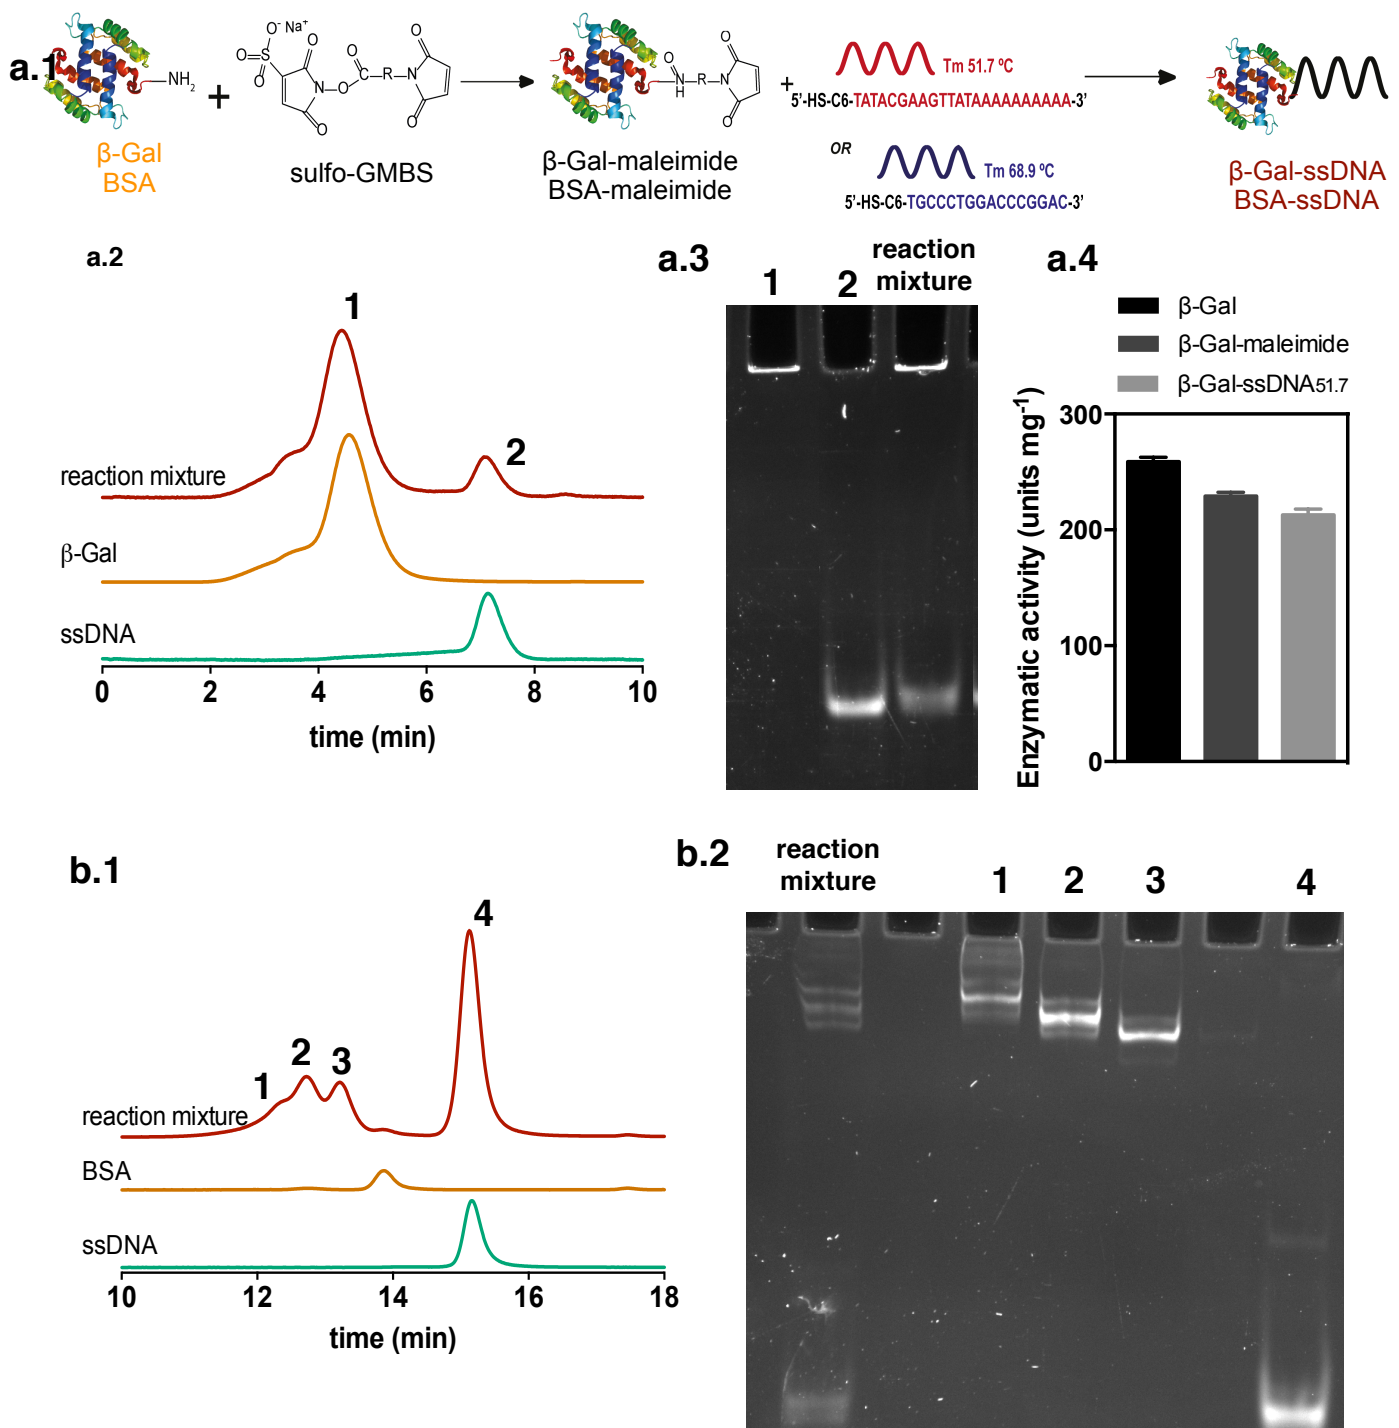 a.1
NH2
β-Gal
BSA
+
O- Na+
O
S
O
O
O
N
O
O
R
N
O
O
O
sulfo-GMBS
O
N
H
R
N
O
O
β-Gal-maleimide
BSA-maleimide
+
Tm 51.7 ºC
5'-HS-C6-TATACGAAGTTATAAAAAAAAAA-3'
OR
Tm 68.9 ºC
5'-HS-C6-TGCCCTGGACCCGGAC-3'
β-Gal-ssDNA
BSA-ssDNA
a.2
1
2
reaction mixture
β-Gal
ssDNA
0 2 4 6 8 10
time (min)
a.3
1
2
reaction
mixture
a.4
β-Gal
β-Gal-maleimide
β-Gal-ssDNA51.7
Enzymatic activity (units mg-1)
300
200
100
0
b.1
1
2
3
4
reaction mixture
BSA
ssDNA
10 12 14 16 18
time (min)
b.2
reaction
mixture
1
2
3
4